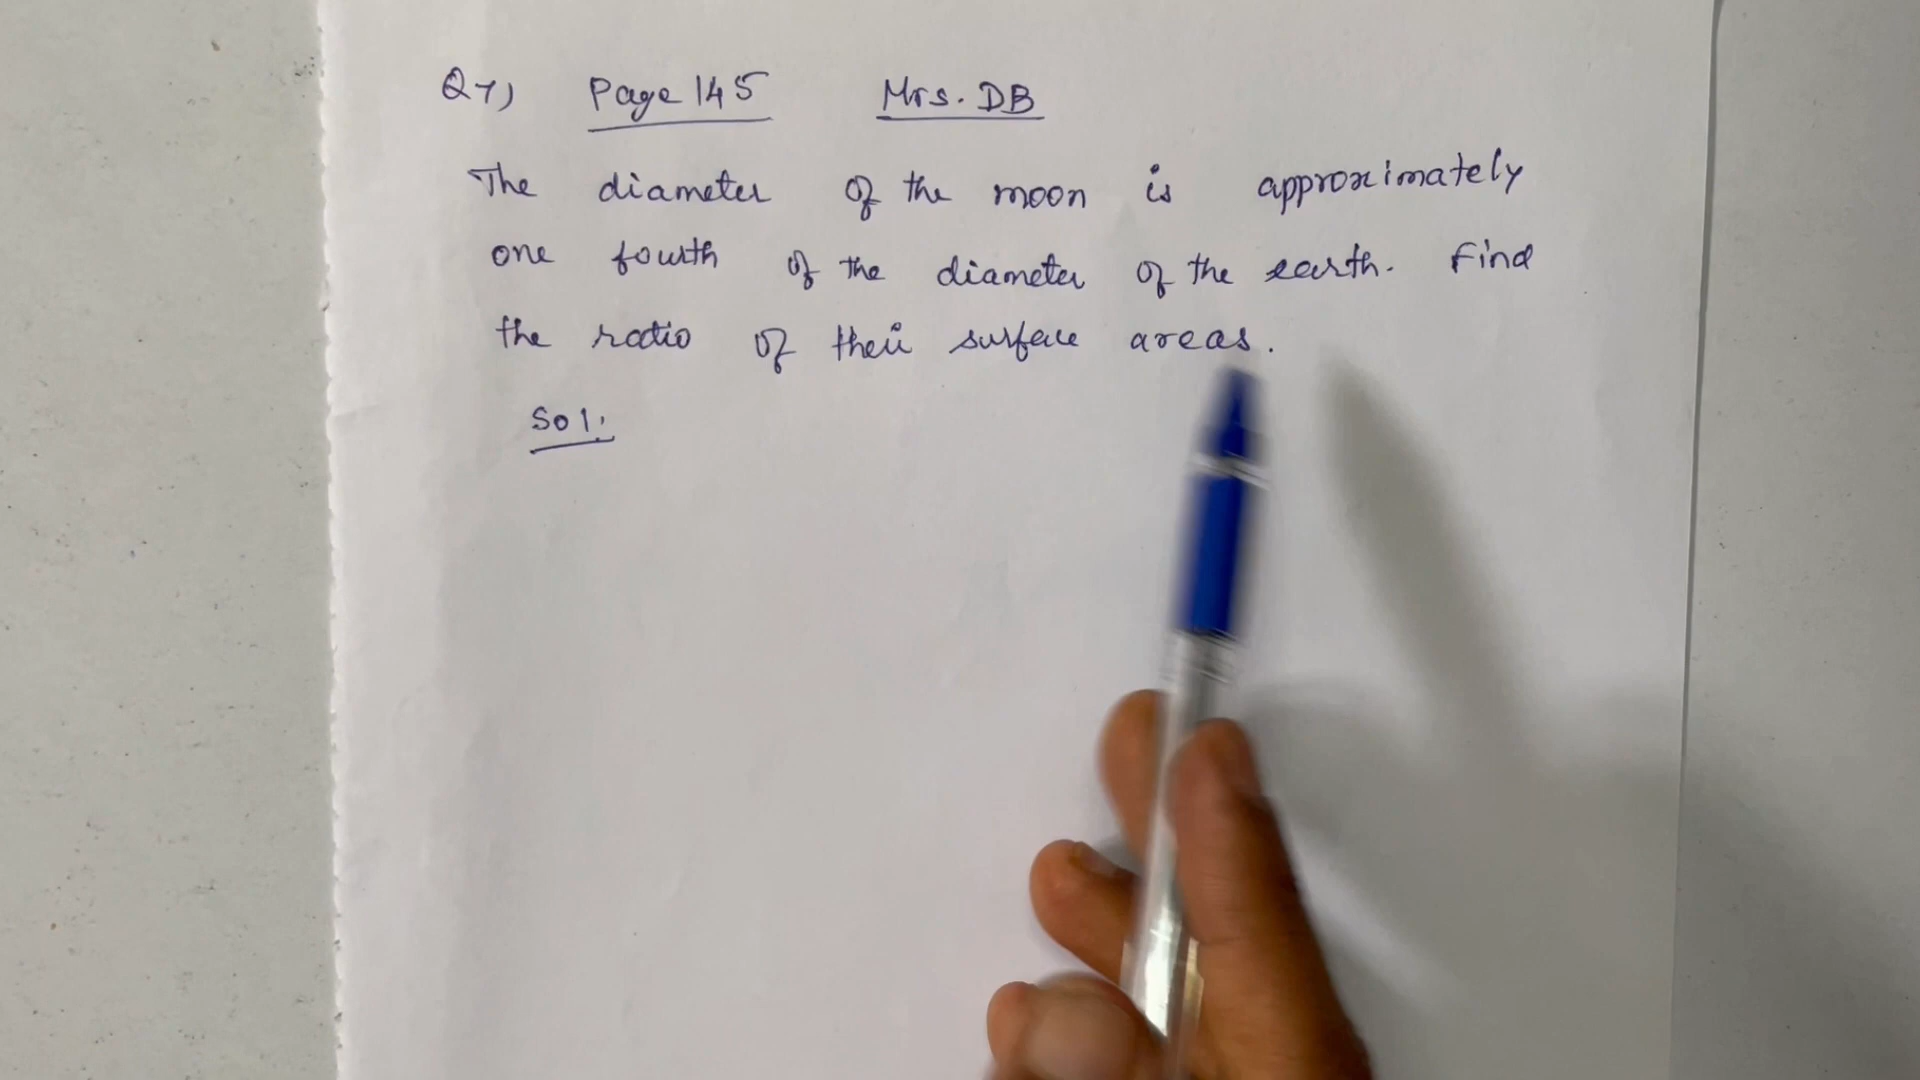 Q7) Page 145 Mrs. DB
The diameter of the moon is approximately
one fourth of the diameter of the earth. Find
the ratio of their surface areas.
Sol: